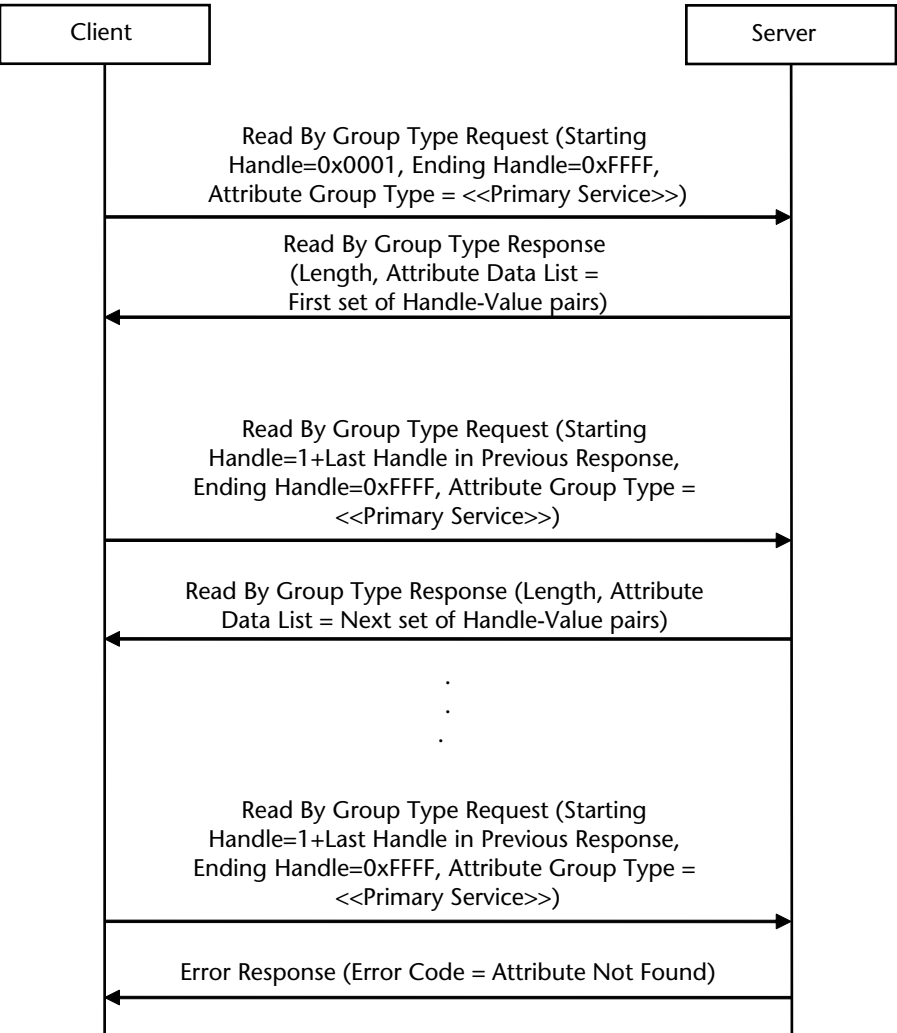 Client
Server
Read By Group Type Request (Starting
Handle=0x0001, Ending Handle=0xFFFF,
Attribute Group Type = <<Primary Service>>)
Read By Group Type Response
(Length, Attribute Data List =
First set of Handle-Value pairs)
Read By Group Type Request (Starting
Handle=1+Last Handle in Previous Response,
Ending Handle=0xFFFF, Attribute Group Type =
<<Primary Service>>)
Read By Group Type Response (Length, Attribute
Data List = Next set of Handle-Value pairs)
.
.
.
Read By Group Type Request (Starting
Handle=1+Last Handle in Previous Response,
Ending Handle=0xFFFF, Attribute Group Type =
<<Primary Service>>)
Error Response (Error Code = Attribute Not Found)